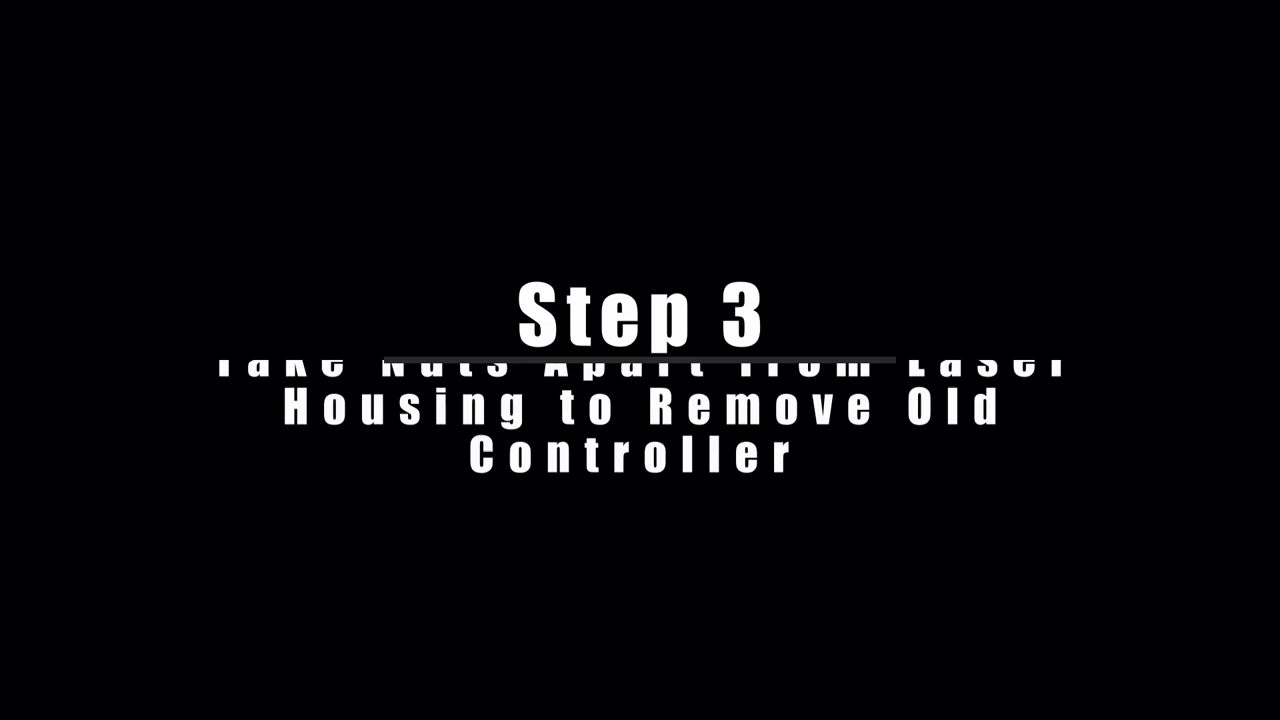 Step 3
Take Nuts Apart from Laser
Housing to Remove Old
Controller